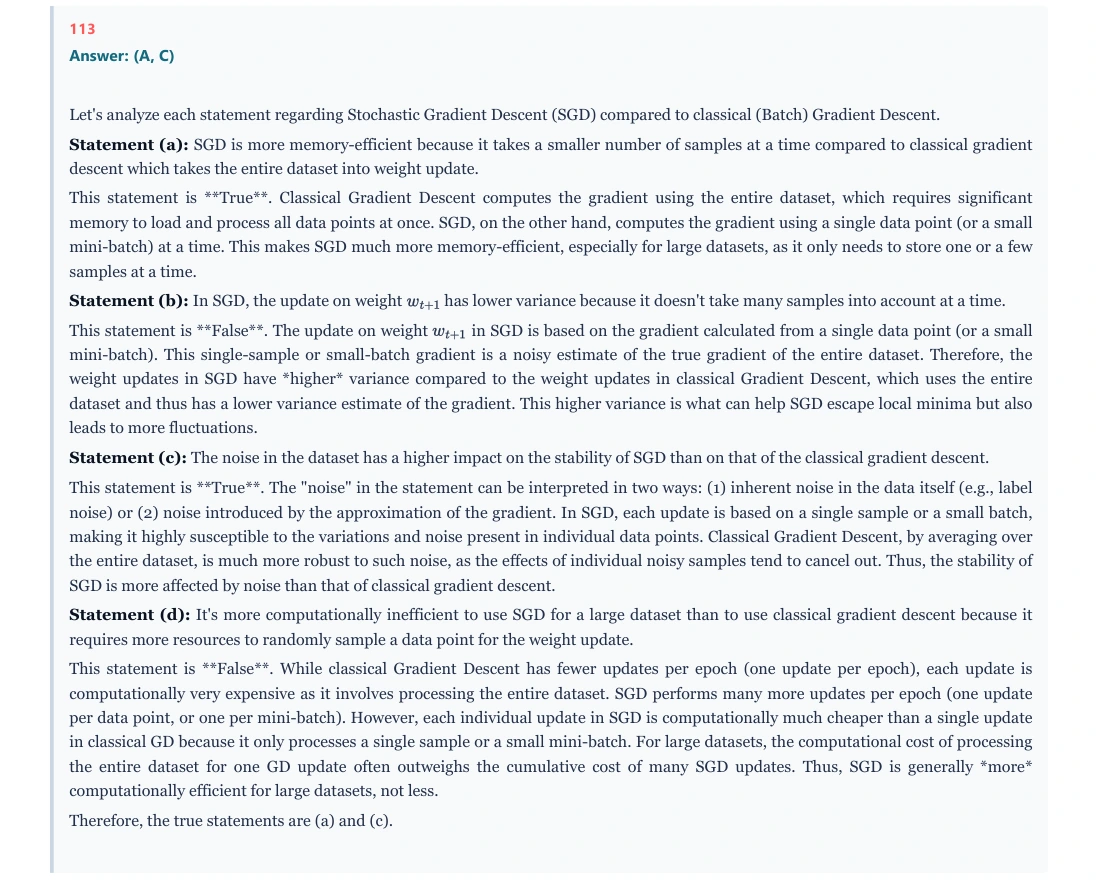 113
Answer: (A, C)
Let's analyze each statement regarding Stochastic Gradient Descent (SGD) compared to classical (Batch) Gradient Descent.
Statement (a): SGD is more memory-efficient because it takes a smaller number of samples at a time compared to classical gradient
descent which takes the entire dataset into weight update.
This statement is **True**. Classical Gradient Descent computes the gradient using the entire dataset, which requires significant
memory to load and process all data points at once. SGD, on the other hand, computes the gradient using a single data point (or a small
mini-batch) at a time. This makes SGD much more memory-efficient, especially for large datasets, as it only needs to store one or a few
samples at a time.
Statement (b): In SGD, the update on weight w_{t+1} has lower variance because it doesn't take many samples into account at a time.
This statement is **False**. The update on weight w_{t+1} in SGD is based on the gradient calculated from a single data point (or a small
mini-batch). This single-sample or small-batch gradient is a noisy estimate of the true gradient of the entire dataset. Therefore, the
weight updates in SGD have *higher* variance compared to the weight updates in classical Gradient Descent, which uses the entire
dataset and thus has a lower variance estimate of the gradient. This higher variance is what can help SGD escape local minima but also
leads to more fluctuations.
Statement (c): The noise in the dataset has a higher impact on the stability of SGD than on that of the classical gradient descent.
This statement is **True**. The "noise" in the statement can be interpreted in two ways: (1) inherent noise in the data itself (e.g., label
noise) or (2) noise introduced by the approximation of the gradient. In SGD, each update is based on a single sample or a small batch,
making it highly susceptible to the variations and noise present in individual data points. Classical Gradient Descent, by averaging over
the entire dataset, is much more robust to such noise, as the effects of individual noisy samples tend to cancel out. Thus, the stability of
SGD is more affected by noise than that of classical gradient descent.
Statement (d): It's more computationally inefficient to use SGD for a large dataset than to use classical gradient descent because it
requires more resources to randomly sample a data point for the weight update.
This statement is **False**. While classical Gradient Descent has fewer updates per epoch (one update per epoch), each update is
computationally very expensive as it involves processing the entire dataset. SGD performs many more updates per epoch (one update
per data point, or one per mini-batch). However, each individual update in SGD is computationally much cheaper than a single update
in classical GD because it only processes a single sample or a small mini-batch. For large datasets, the computational cost of processing
the entire dataset for one GD update often outweighs the cumulative cost of many SGD updates. Thus, SGD is generally *more*
computationally efficient for large datasets, not less.
Therefore, the true statements are (a) and (c).